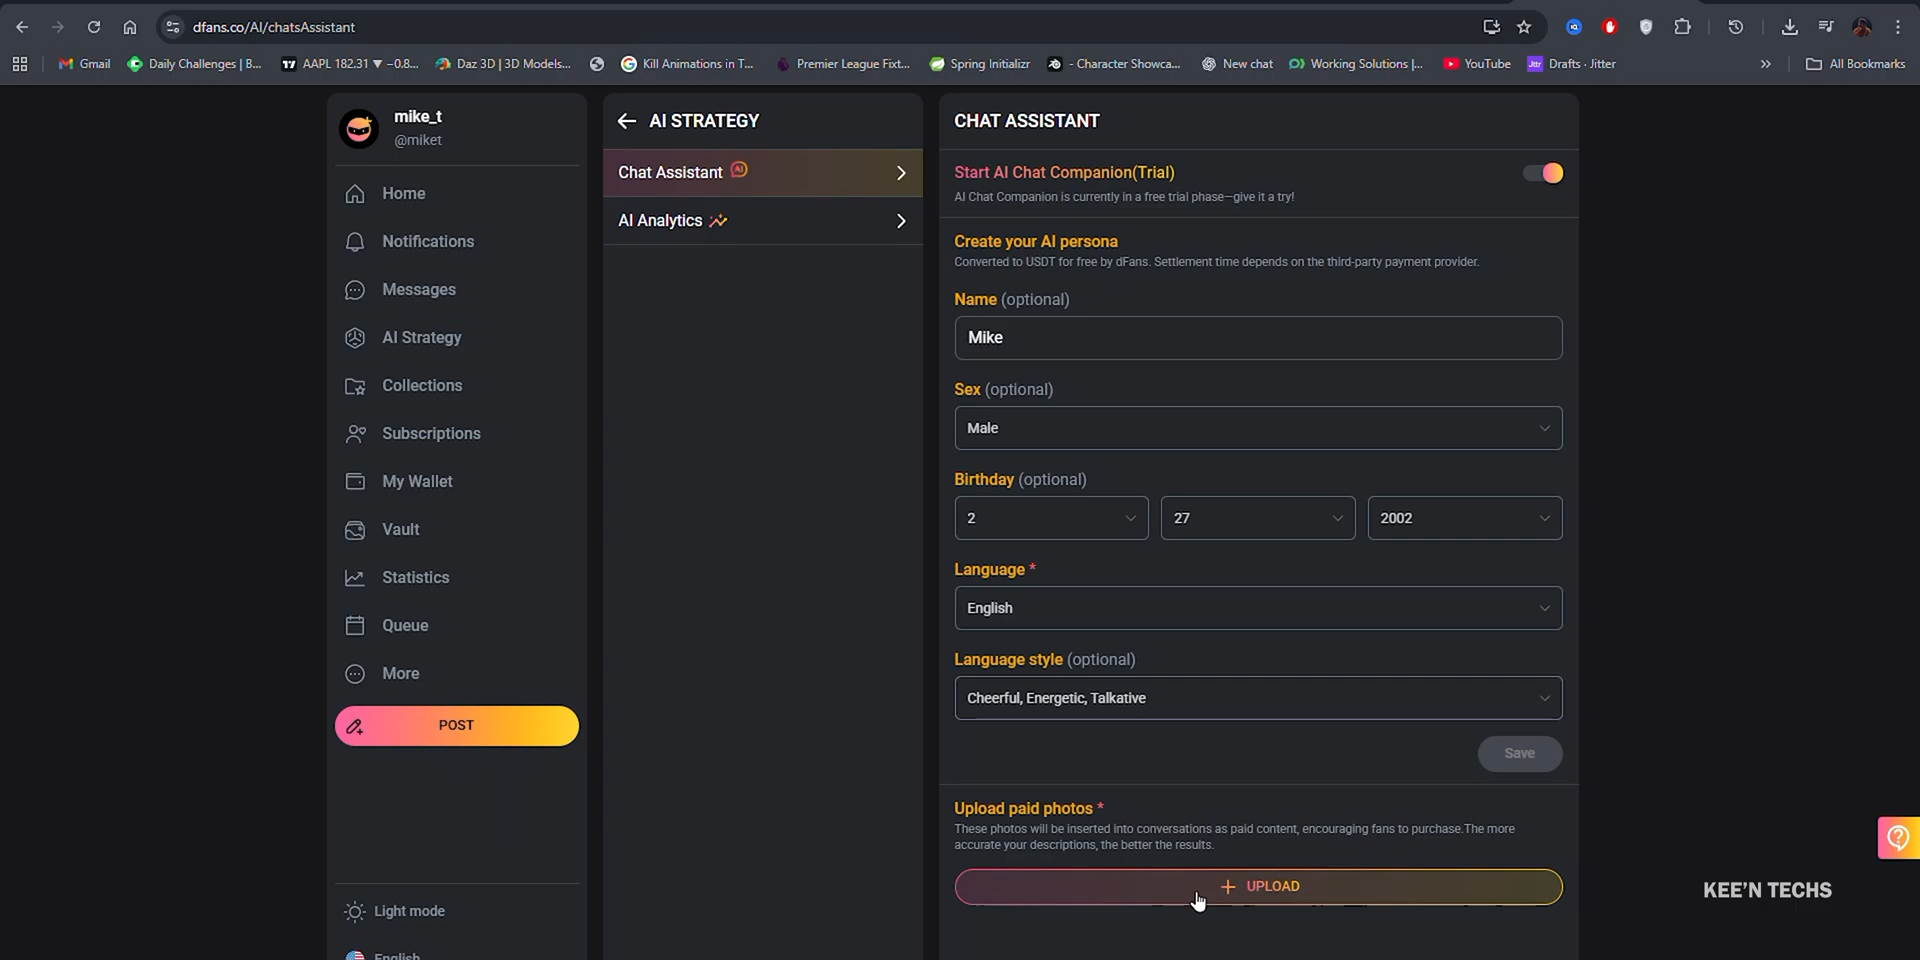 dfans.co/AI/chatsAssistant
Gmail
Daily Challenges | B...
AAPL 182.31 ▼ −0.8...
Daz 3D | 3D Models...
Kill Animations in T...
Premier League Fixt...
Spring Initializr
- Character Showca...
New chat
Working Solutions |...
YouTube
Drafts · Jitter
All Bookmarks
mike_t
@miket
Home
Notifications
Messages
AI Strategy
Collections
Subscriptions
My Wallet
Vault
Statistics
Queue
More
POST
Light mode
English
AI STRATEGY
Chat Assistant AI
AI Analytics
CHAT ASSISTANT
Start AI Chat Companion(Trial)
AI Chat Companion is currently in a free trial phase—give it a try!
Create your AI persona
Converted to USDT for free by dFans. Settlement time depends on the third-party payment provider.
Name (optional)
Mike
Sex (optional)
Male
Birthday (optional)
2 27 2002
Language *
English
Language style (optional)
Cheerful, Energetic, Talkative
Save
Upload paid photos *
These photos will be inserted into conversations as paid content, encouraging fans to purchase.The more
accurate your descriptions, the better the results.
+ UPLOAD
KEE'N TECHS